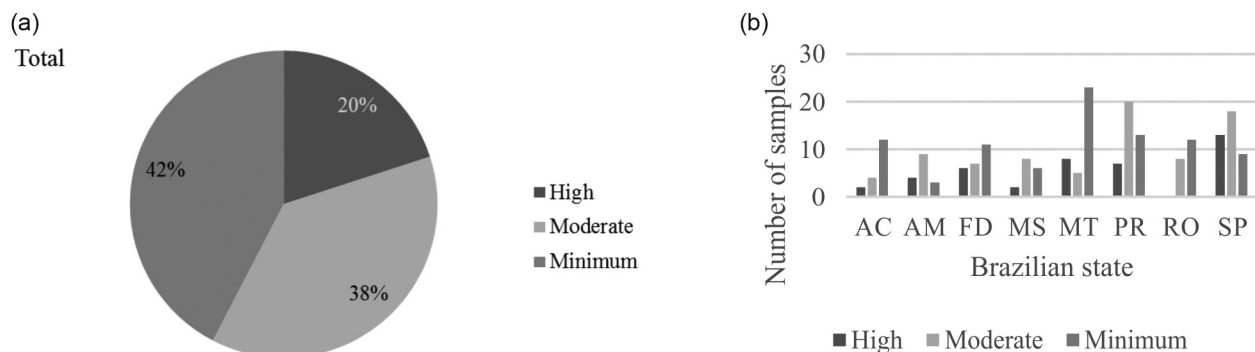 (a)
Total
20%
42%
38%
High
Moderate
Minimum
(b)
Number of samples
30
20
10
0
AC AM FD MS MT PR RO SP
Brazilian state
High Moderate Minimum